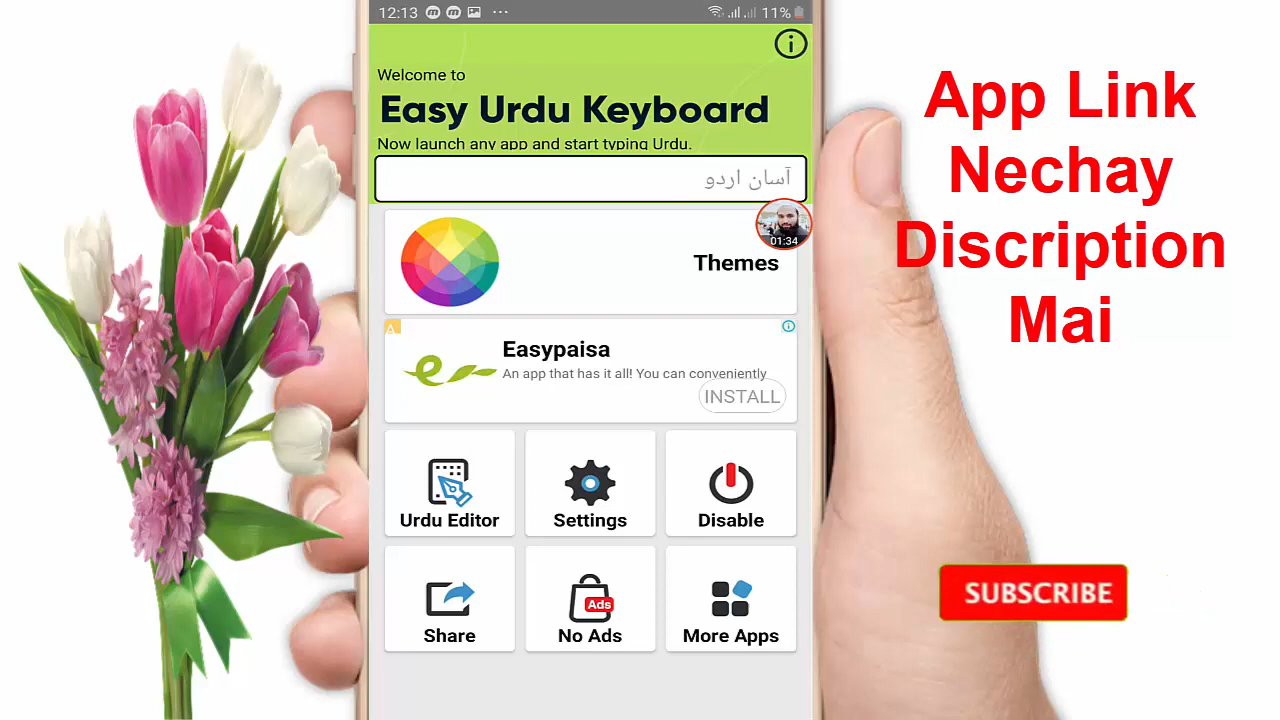 12:13
11%
Welcome to
Easy Urdu Keyboard
Now launch any app and start typing Urdu.
آسان اردو
01:34
Themes
A
Easypaisa
An app that has it all! You can conveniently
INSTALL
Urdu Editor
Settings
Disable
Share
Ads
No Ads
More Apps
App Link
Nechay
Discription
Mai
SUBSCRIBE